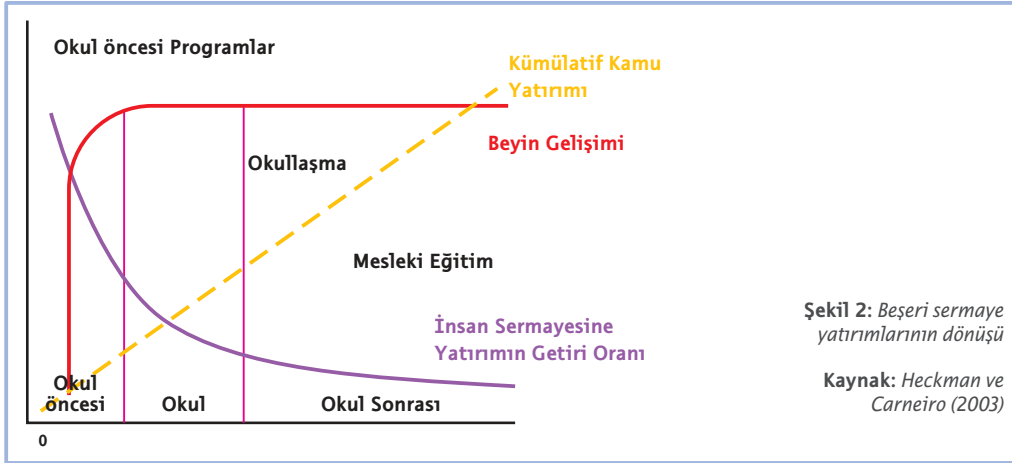 Okul öncesi Programlar
Kümülatif Kamu
Yatırımı
Beyin Gelişimi
Okullaşma
Mesleki Eğitim
İnsan Sermayesine
Yatırımın Getiri Oranı
Okul
öncesi
Okul
Okul Sonrası
0
Şekil 2: Beşeri sermaye
yatırımlarının dönüşü
Kaynak: Heckman ve
Carneiro (2003)